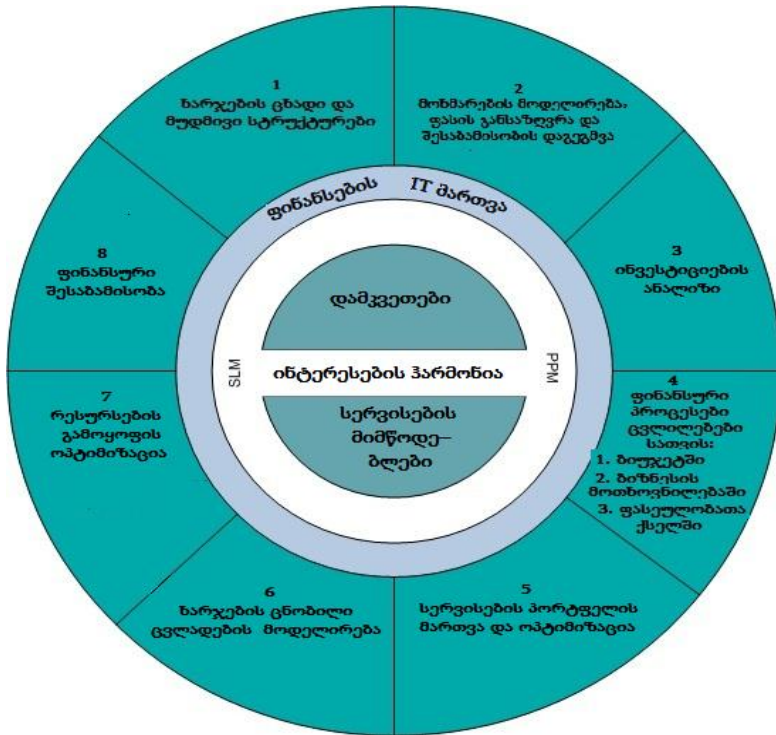 1
ხარჯების ცხადი და
მუდმივი სტრუქტურები
2
მოხმარების მოდელირება,
ფასის განსაზღვრა და
შესაბამისობის დაგეგმვა
3
ინვესტიციების
ანალიზი
4
ფინანსური
პროცესები
ცვლილებები
სათვის:
1. ბიუჯეტში
2. ბიზნესის
მოთხოვნილებაში
3. ფასეულობათა
ქსელში
5
სერვისების პორტფელის
მართვა და ოპტიმიზაცია
6
ხარჯების ცნობილი
ცვლადების მოდელირება
7
რესურსების
გამოყოფის
ოპტიმიზაცია
8
ფინანსური
შესაბამისობა
ფინანსების IT მართვა
დამკვეთები
SLM
ინტერესების ჰარმონია
PPM
სერვისების
მიმწოდე–
ბლები